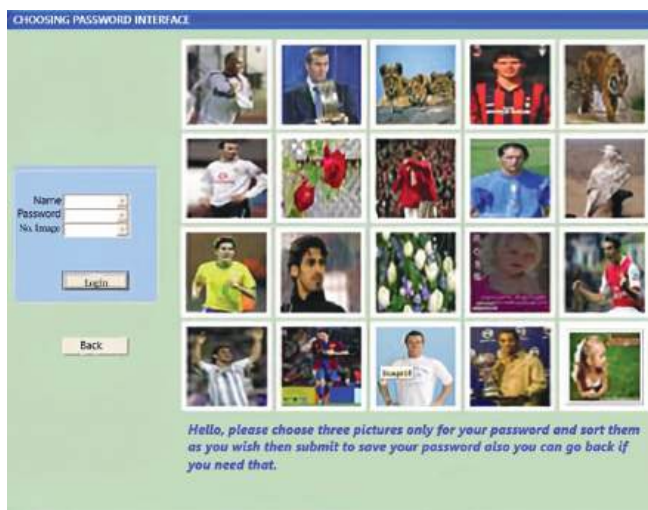 CHOOSING PASSWORD INTERFACE
Name
Password
No. Image
Login
Back
Hello, please choose three pictures only for your password and sort them
as you wish then submit to save your password also you can go back if
you need that.